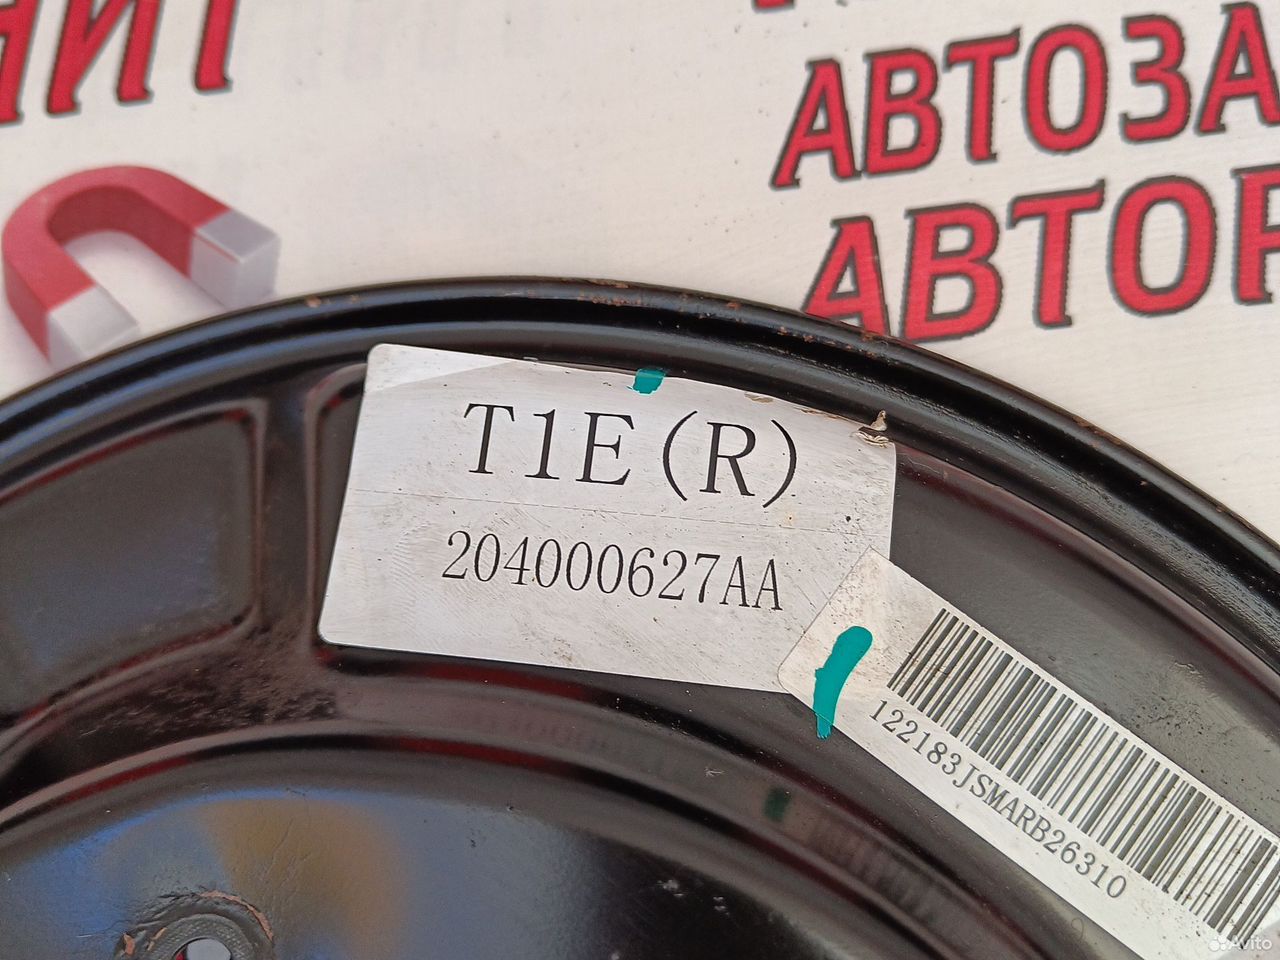 НИТ
АВТОЗА
АВТОР
T1E(R)
204000627AA
122183JSMARB26310
Avito